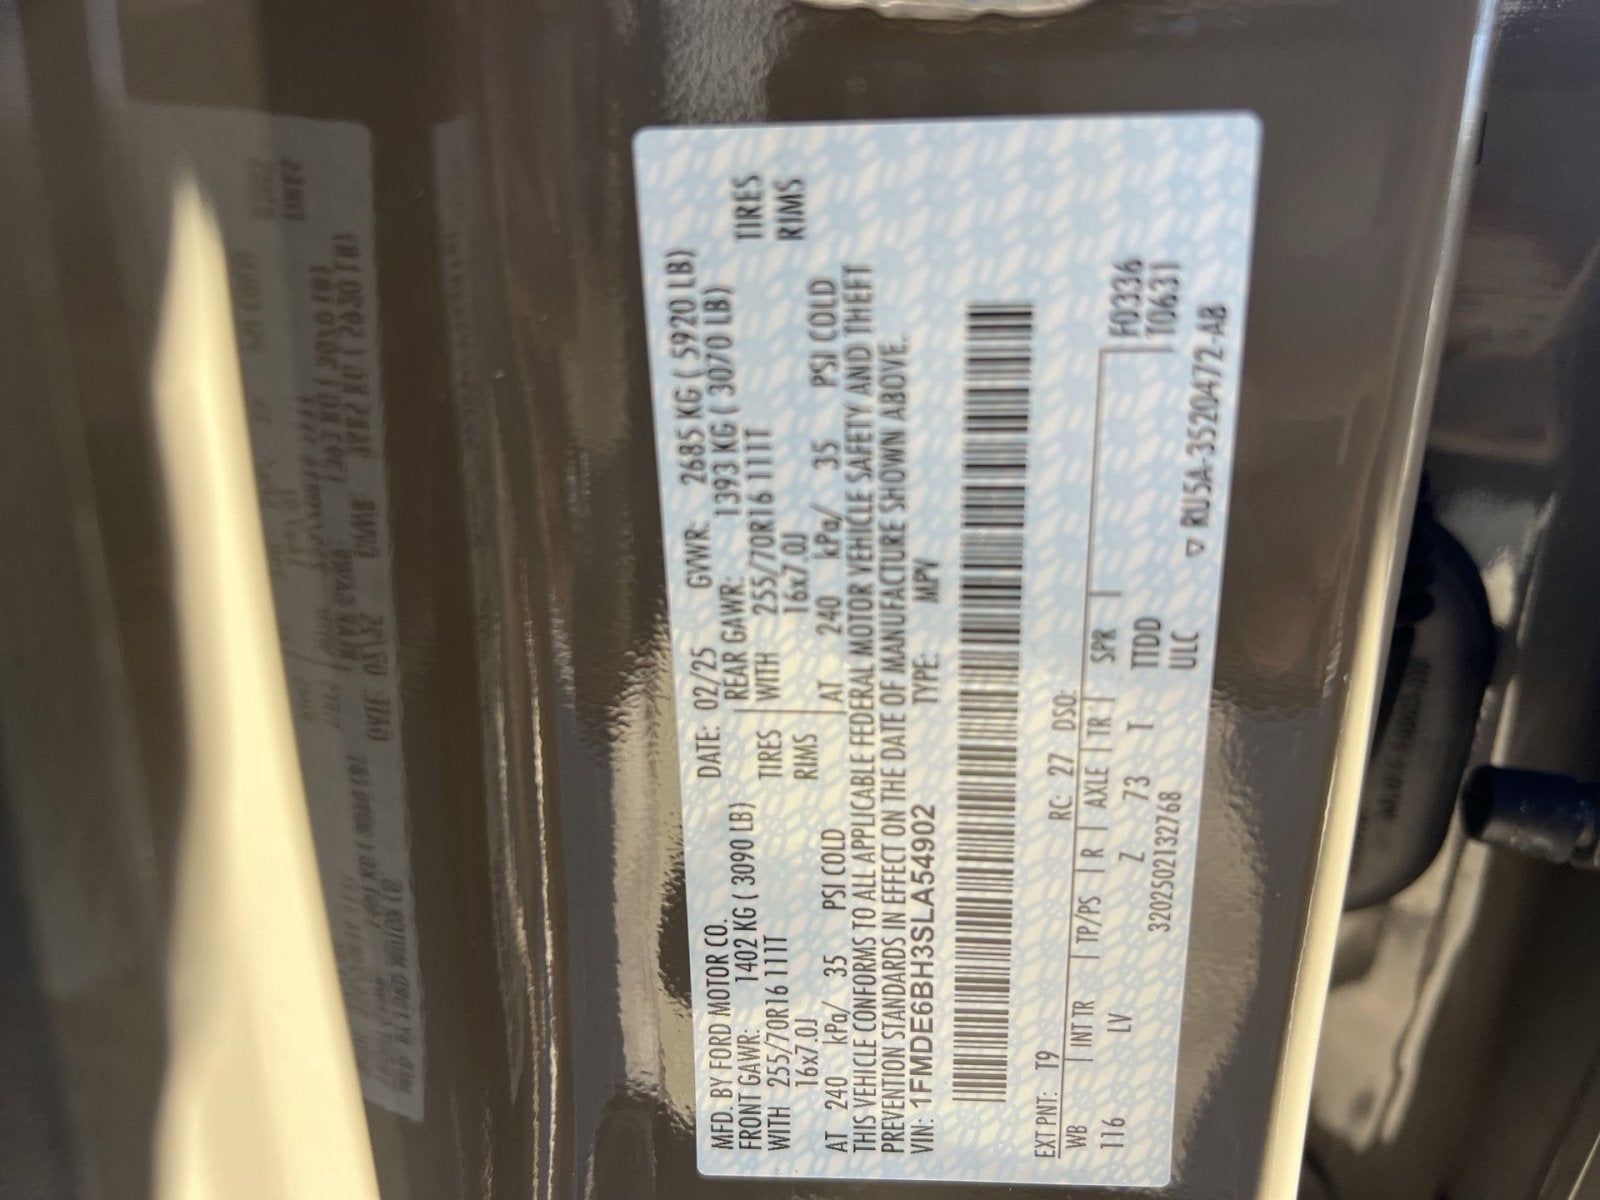 MFD. BY FORD MOTOR CO. DATE: 02/25 GVWR: 2685 KG ( 5920 LB)
FRONT GAWR: 1402 KG ( 3090 LB) REAR GAWR: 1393 KG ( 3070 LB)
WITH 255/70R16 111T TIRES WITH 255/70R16 111T TIRES
16x7.0J RIMS 16x7.0J RIMS
AT 240 kPa/ 35 PSI COLD AT 240 kPa/ 35 PSI COLD
THIS VEHICLE CONFORMS TO ALL APPLICABLE FEDERAL MOTOR VEHICLE SAFETY AND THEFT
PREVENTION STANDARDS IN EFFECT ON THE DATE OF MANUFACTURE SHOWN ABOVE.
VIN: 1FMDE6BH3SLA54902 TYPE: MPV
EXT PNT: T9 RC: 27 DSO:
WB INT TR TP/PS R AXLE TR SPR F0336
116 LV Z 73 T TTDD T0631
3202502132768 ULC ▽ RU5A-3520472-AB